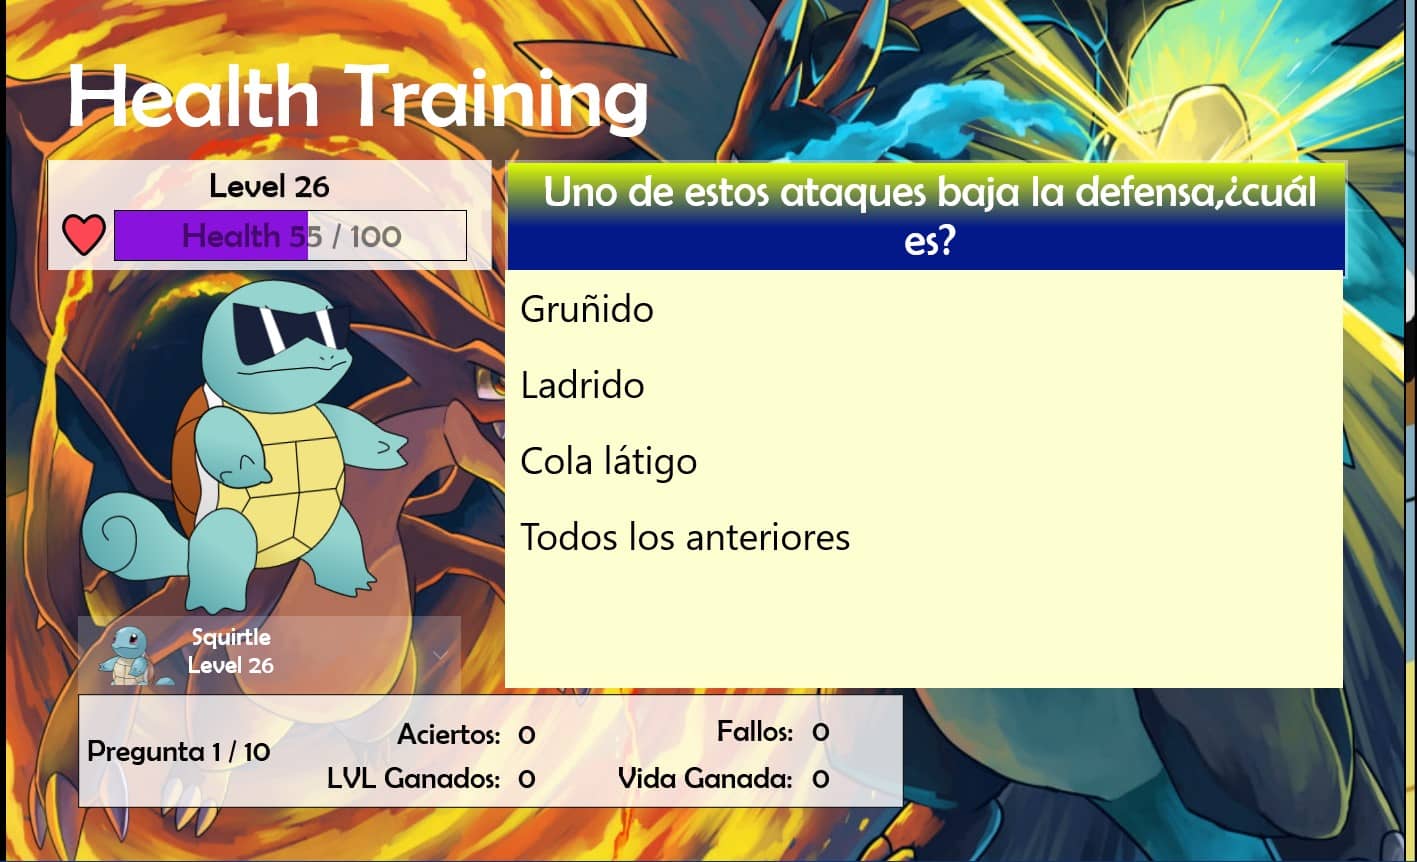 Health Training
Level 26
Health 55 / 100
Uno de estos ataques baja la defensa,¿cuál
es?
Gruñido
Ladrido
Cola látigo
Todos los anteriores
Squirtle
Level 26
Pregunta 1 / 10
Aciertos: 0
Fallos: 0
LVL Ganados: 0
Vida Ganada: 0